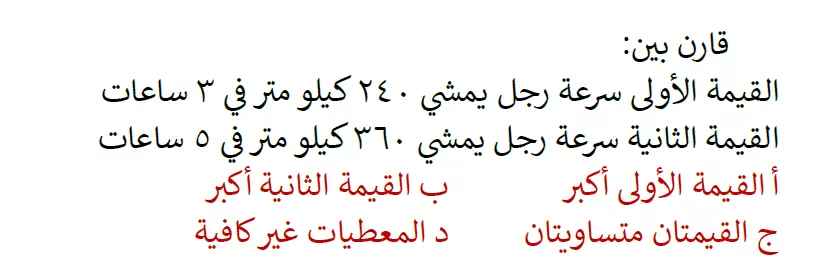 قارن بين:
القيمة الأولى سرعة رجل يمشي ٢٤٠ كيلو متر في ٣ ساعات
القيمة الثانية سرعة رجل يمشي ٣٦٠ كيلو متر في ٥ ساعات
أ القيمة الأولى أكبر ب القيمة الثانية أكبر
ج القيمتان متساويتان د المعطيات غير كافية